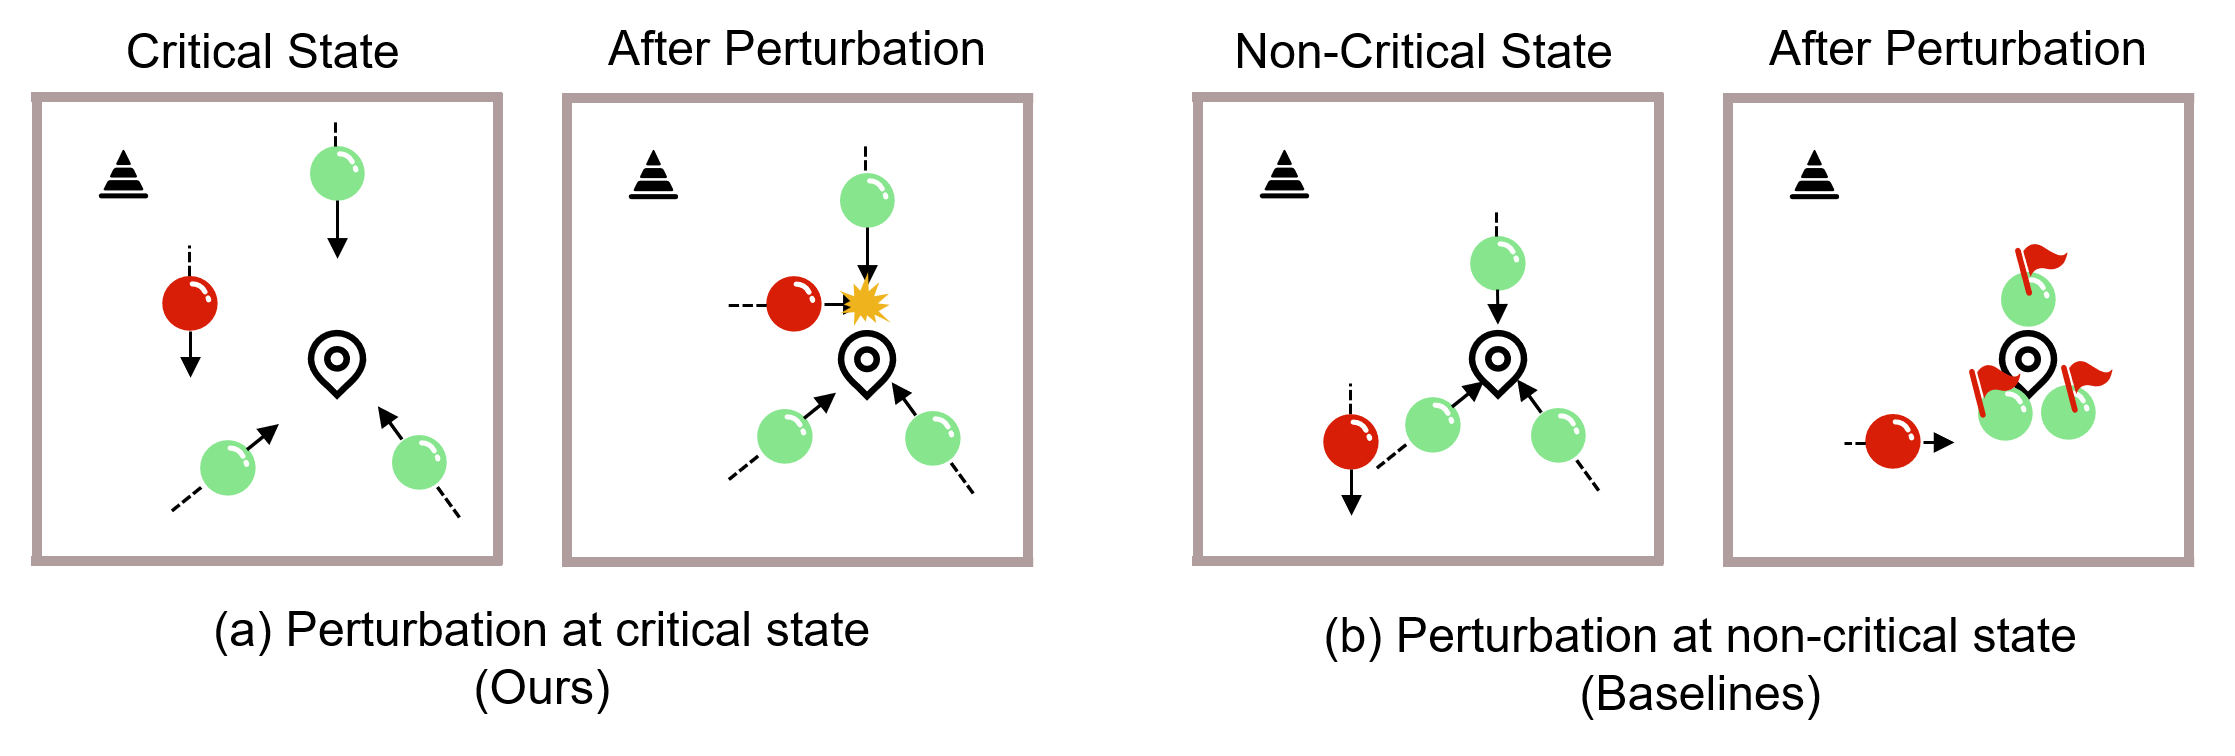 Critical State
After Perturbation
Non-Critical State
After Perturbation
(a) Perturbation at critical state
(Ours)
(b) Perturbation at non-critical state
(Baselines)